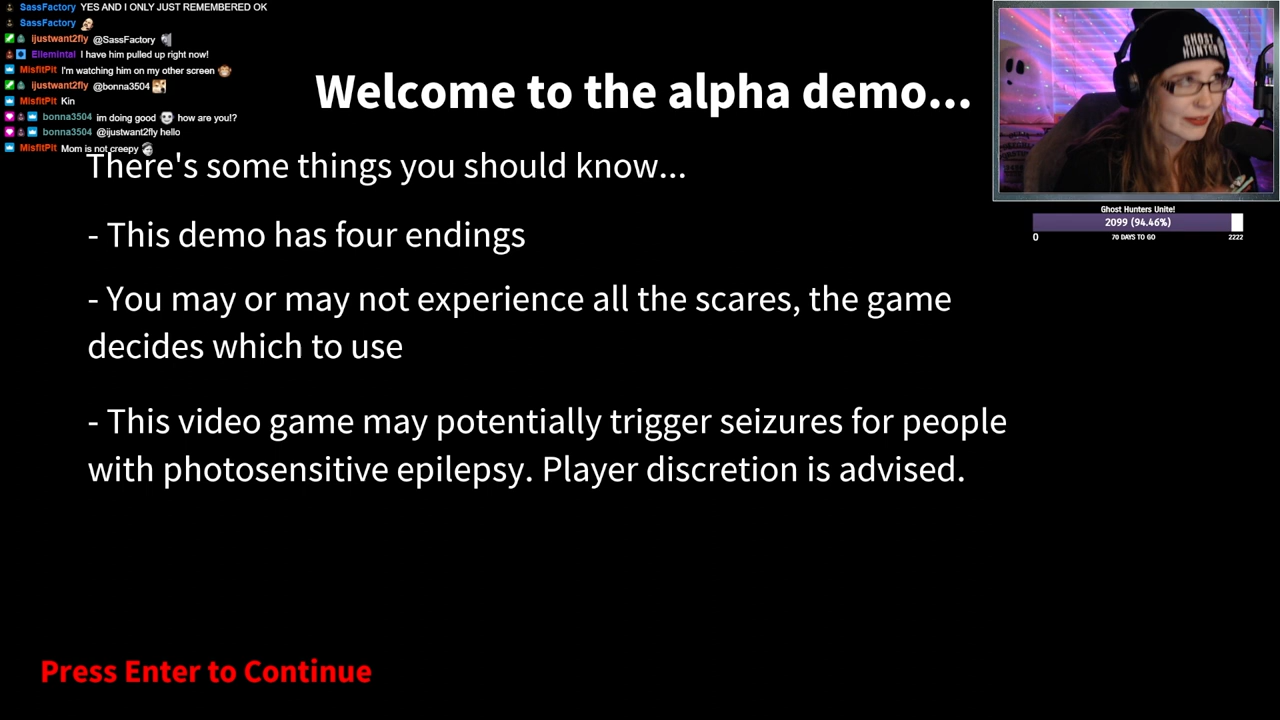 SassFactory YES AND I ONLY JUST REMEMBERED OK
SassFactory
ijustwant2fly @SassFactory
Ellemintal I have him pulled up right now!
MisfitPit I'm watching him on my other screen
ijustwant2fly @bonna3504
MisfitPit Kin
bonna3504 im doing good how are you!?
bonna3504 @ijustwant2fly hello
MisfitPit Mom is not creepy
Welcome to the alpha demo...
There's some things you should know...
- This demo has four endings
- You may or may not experience all the scares, the game
decides which to use
- This video game may potentially trigger seizures for people
with photosensitive epilepsy. Player discretion is advised.
Press Enter to Continue
GHOST
HUNTER
Ghost Hunters Unite!
2099 (94.46%)
0 70 DAYS TO GO 2222